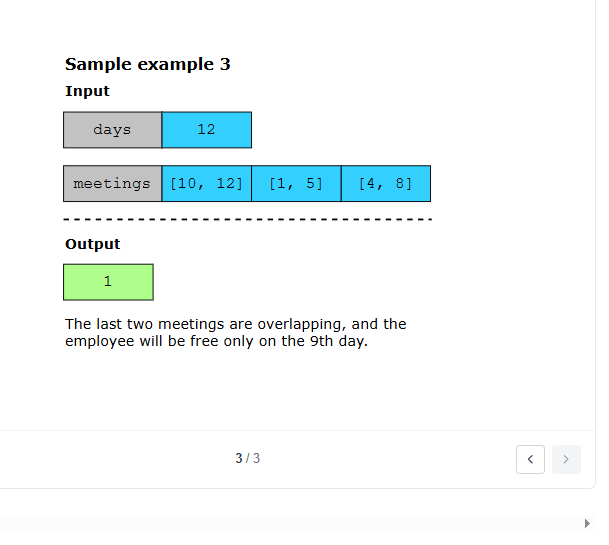 Sample example 3
Input
days 12
meetings [10, 12] [1, 5] [4, 8]
Output
1
The last two meetings are overlapping, and the
employee will be free only on the 9th day.
3 / 3